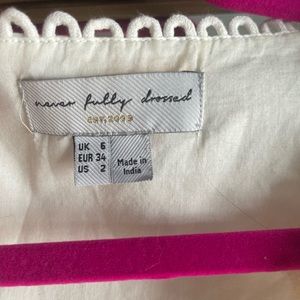 never fully dressed
EST.2009
UK 6
EUR 34
US 2
Made in
India